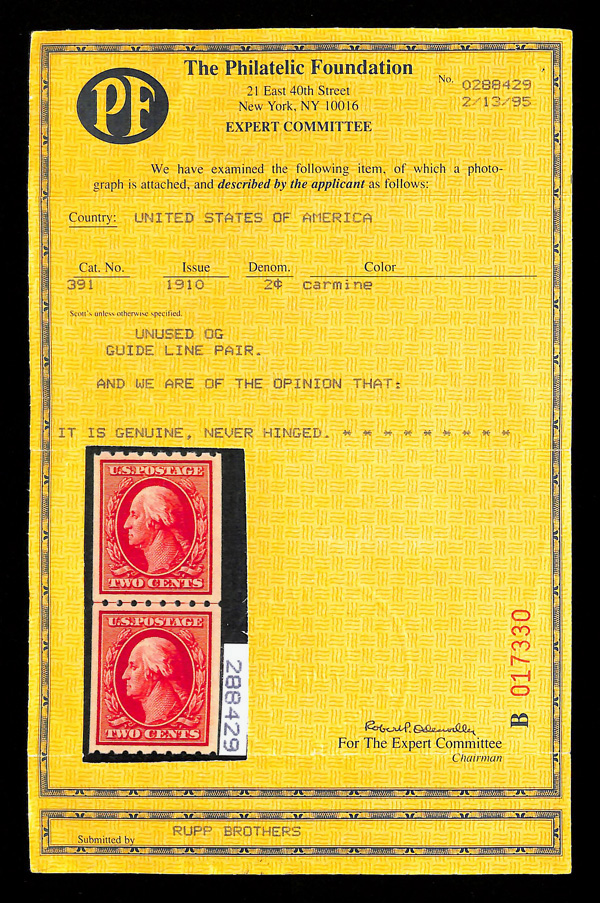 PF
The Philatelic Foundation
21 East 40th Street
New York, NY 10016
EXPERT COMMITTEE
No. 0288429
2/13/95
We have examined the following item, of which a photo-
graph is attached, and described by the applicant as follows:
Country: UNITED STATES OF AMERICA
Cat. No. Issue Denom. Color
391 1910 2¢ carmine
Scott's unless otherwise specified.
UNUSED OG
GUIDE LINE PAIR.
AND WE ARE OF THE OPINION THAT:
IT IS GENUINE, NEVER HINGED. * * * * * * * * *
U.S. POSTAGE
TWO CENTS
U.S. POSTAGE
TWO CENTS
288429
B 017330
For The Expert Committee
Chairman
Submitted by RUPP BROTHERS